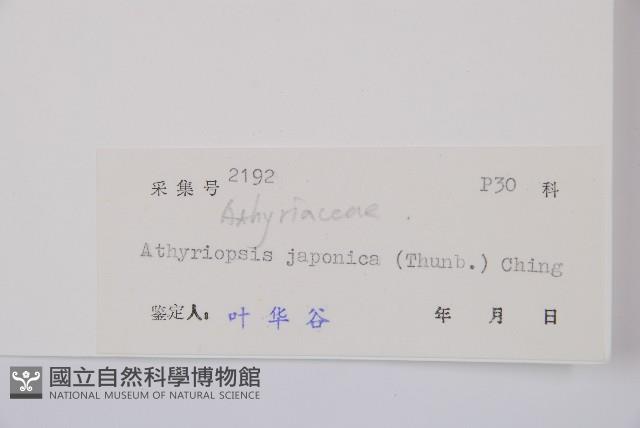 采集号 2192 P30 科
Athyriaceae
Athyriopsis japonica (Thunb.) Ching
鉴定人: 叶华谷 年 月 日
國立自然科學博物館
NATIONAL MUSEUM OF NATURAL SCIENCE